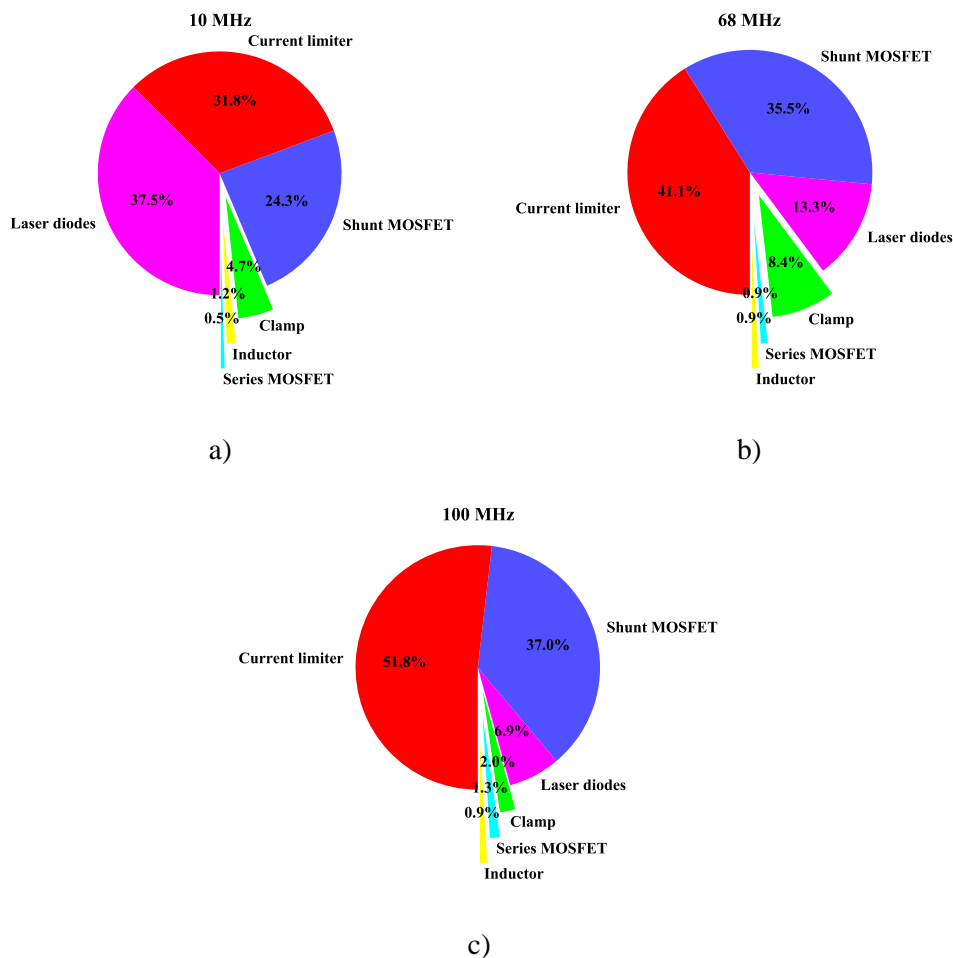 10 MHz
Current limiter
31.8%
37.5%
24.3%
Laser diodes
Shunt MOSFET
4.7%
1.2%
0.5%
Clamp
Inductor
Series MOSFET
a)
68 MHz
Shunt MOSFET
35.5%
41.1%
Current limiter
13.3%
Laser diodes
8.4%
0.9%
0.9%
Clamp
Series MOSFET
Inductor
b)
100 MHz
Shunt MOSFET
37.0%
Current limiter
51.8%
6.9%
2.0%
Laser diodes
1.3%
0.9%
Clamp
Series MOSFET
Inductor
c)